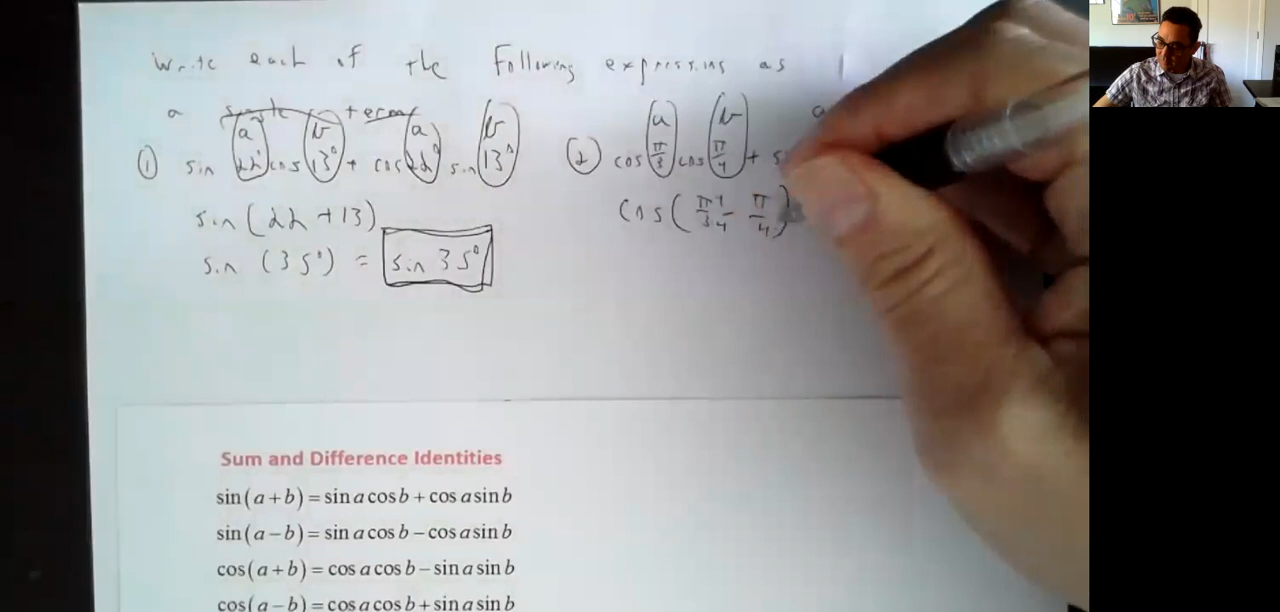 Write each of the Following expressins as
a single term
① sin 22° cos 13° + cos 22° sin 13°
a b a b
sin (22 + 13)
sin (35°) = sin 35°
② cos π/3 cos π/4 +
a b
cos(π/3 - π/4)
Sum and Difference Identities
sin(a+b) = sin a cos b + cos a sin b
sin(a−b) = sin a cos b − cos a sin b
cos(a+b) = cos a cos b − sin a sin b
cos(a−b) = cos a cos b + sin a sin b